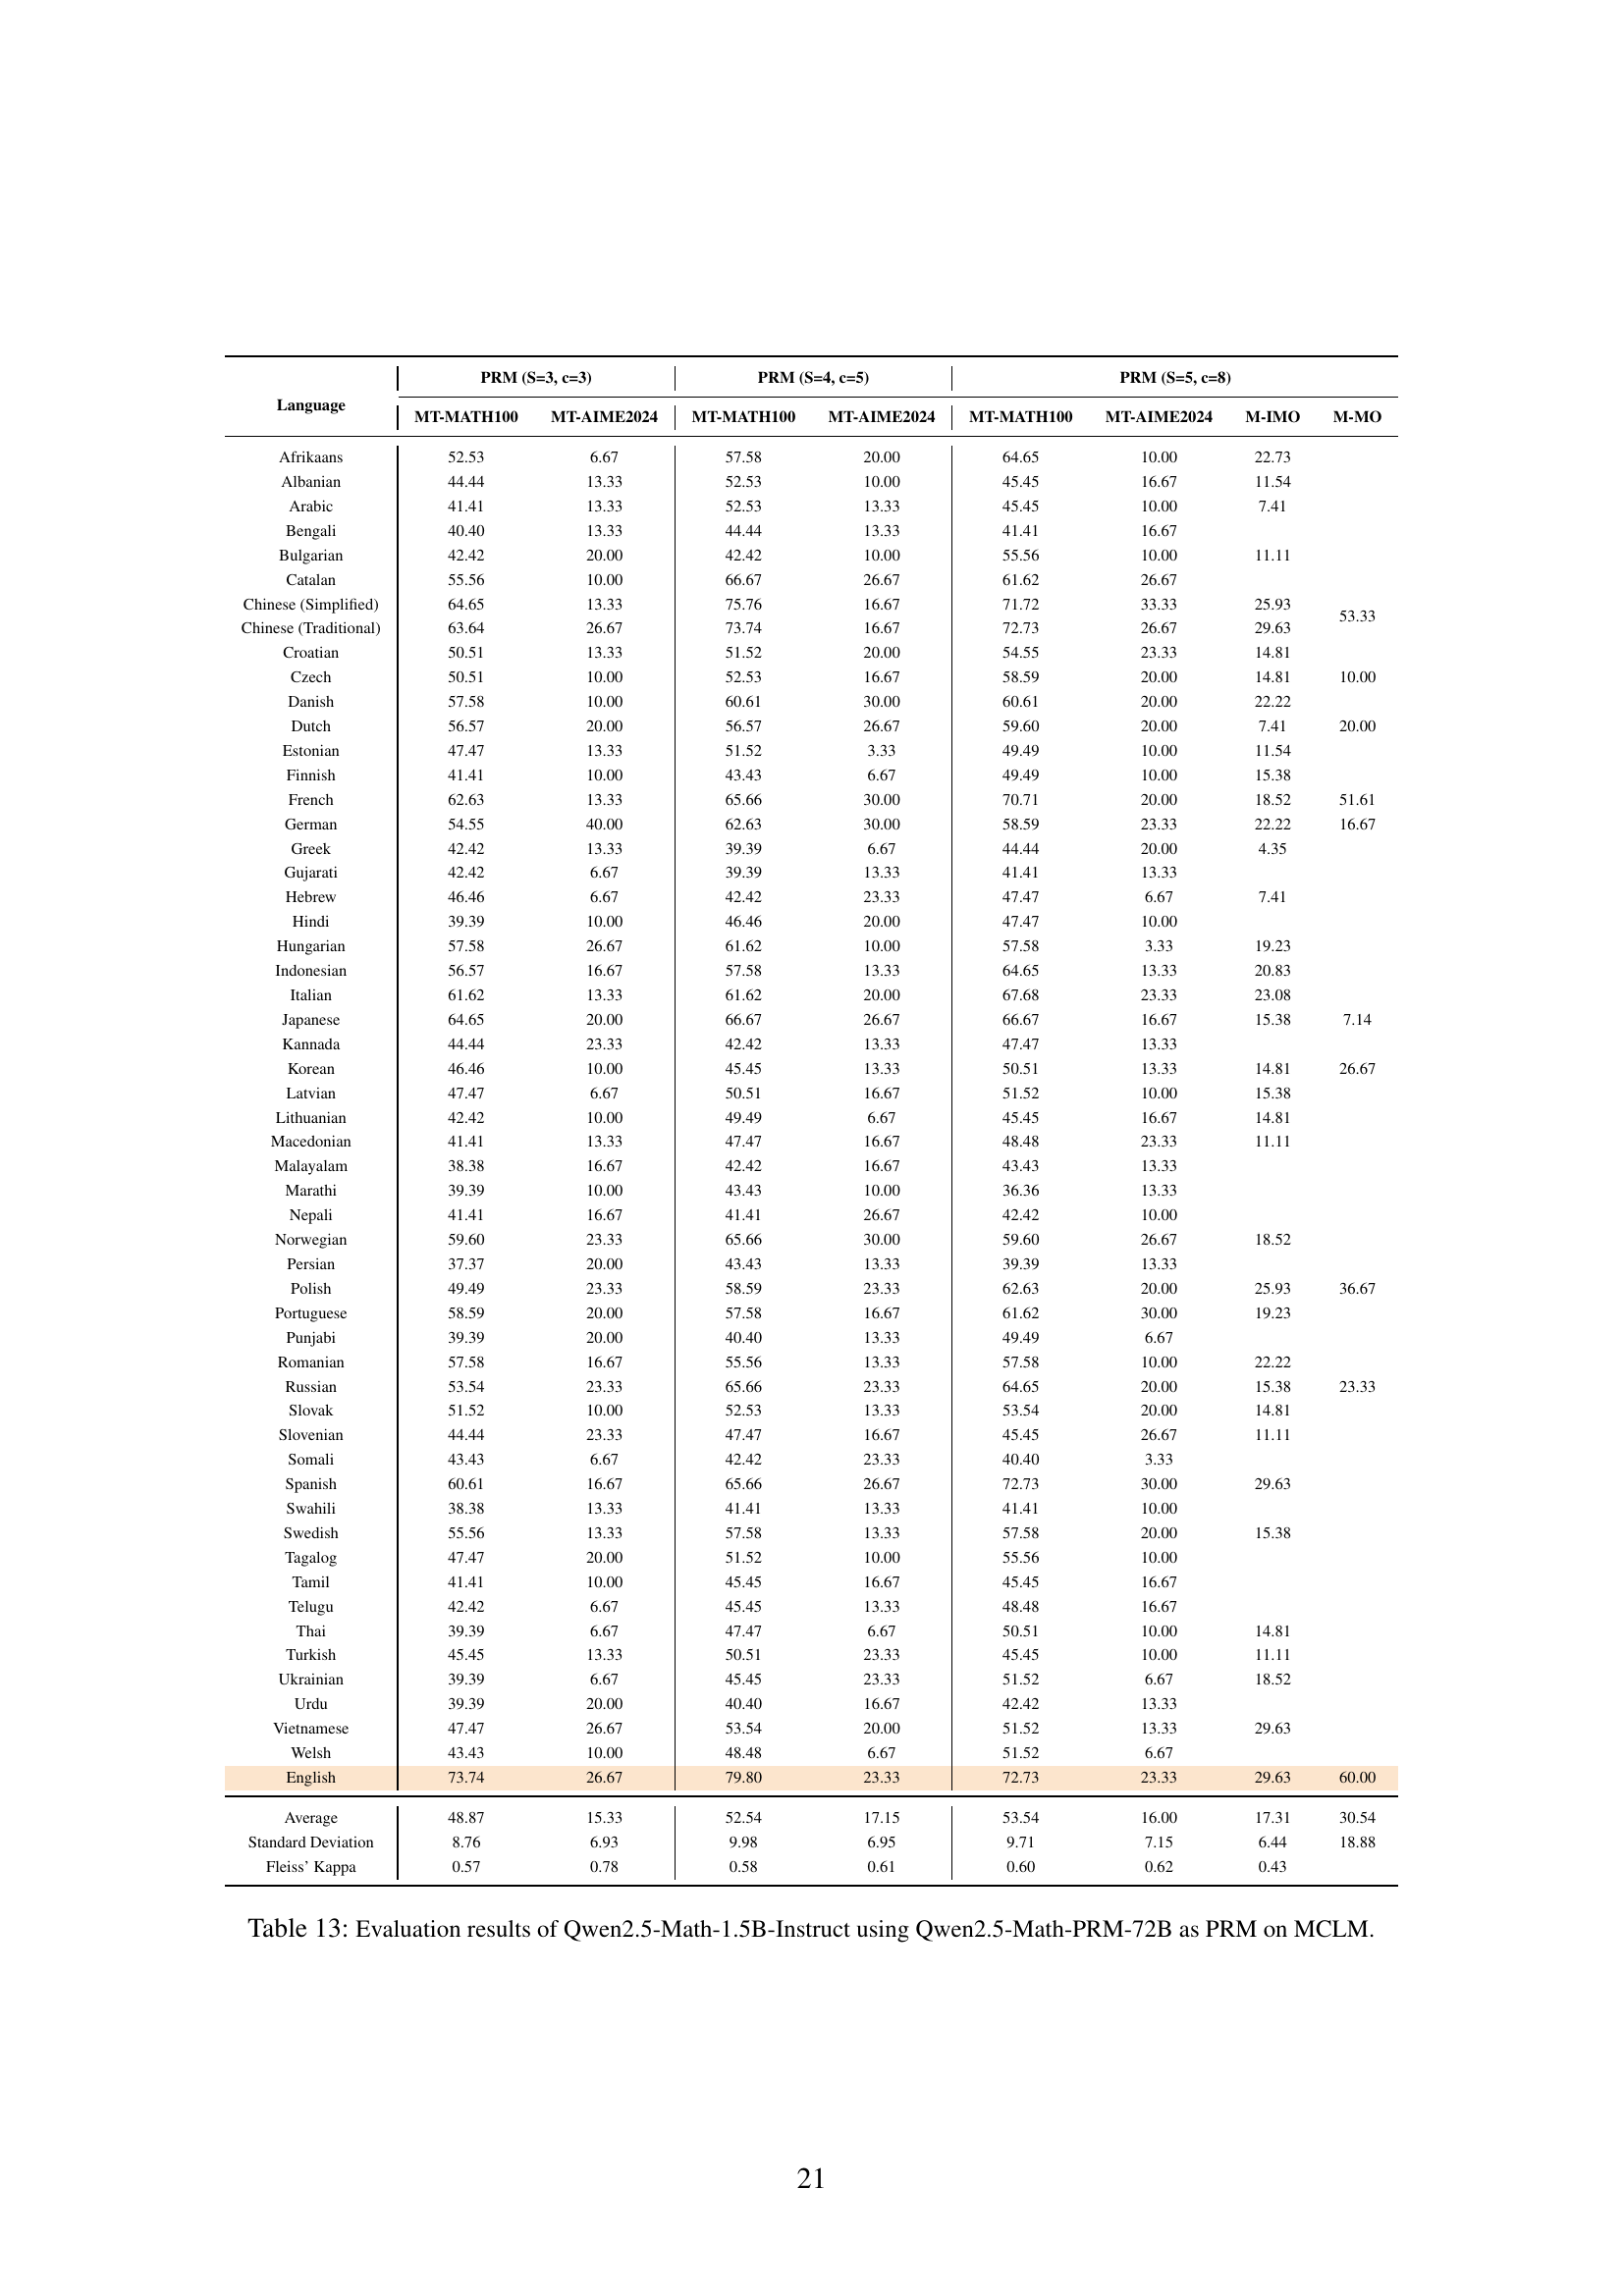 PRM (S=3, c=3) PRM (S=4, c=5) PRM (S=5, c=8)
Language
MT-MATH100 MT-AIME2024 MT-MATH100 MT-AIME2024 MT-MATH100 MT-AIME2024 M-IMO M-MO
Afrikaans 52.53 6.67 57.58 20.00 64.65 10.00 22.73
Albanian 44.44 13.33 52.53 10.00 45.45 16.67 11.54
Arabic 41.41 13.33 52.53 13.33 45.45 10.00 7.41
Bengali 40.40 13.33 44.44 13.33 41.41 16.67
Bulgarian 42.42 20.00 42.42 10.00 55.56 10.00 11.11
Catalan 55.56 10.00 66.67 26.67 61.62 26.67
Chinese (Simplified) 64.65 13.33 75.76 16.67 71.72 33.33 25.93
53.33
Chinese (Traditional) 63.64 26.67 73.74 16.67 72.73 26.67 29.63
Croatian 50.51 13.33 51.52 20.00 54.55 23.33 14.81
Czech 50.51 10.00 52.53 16.67 58.59 20.00 14.81 10.00
Danish 57.58 10.00 60.61 30.00 60.61 20.00 22.22
Dutch 56.57 20.00 56.57 26.67 59.60 20.00 7.41 20.00
Estonian 47.47 13.33 51.52 3.33 49.49 10.00 11.54
Finnish 41.41 10.00 43.43 6.67 49.49 10.00 15.38
French 62.63 13.33 65.66 30.00 70.71 20.00 18.52 51.61
German 54.55 40.00 62.63 30.00 58.59 23.33 22.22 16.67
Greek 42.42 13.33 39.39 6.67 44.44 20.00 4.35
Gujarati 42.42 6.67 39.39 13.33 41.41 13.33
Hebrew 46.46 6.67 42.42 23.33 47.47 6.67 7.41
Hindi 39.39 10.00 46.46 20.00 47.47 10.00
Hungarian 57.58 26.67 61.62 10.00 57.58 3.33 19.23
Indonesian 56.57 16.67 57.58 13.33 64.65 13.33 20.83
Italian 61.62 13.33 61.62 20.00 67.68 23.33 23.08
Japanese 64.65 20.00 66.67 26.67 66.67 16.67 15.38 7.14
Kannada 44.44 23.33 42.42 13.33 47.47 13.33
Korean 46.46 10.00 45.45 13.33 50.51 13.33 14.81 26.67
Latvian 47.47 6.67 50.51 16.67 51.52 10.00 15.38
Lithuanian 42.42 10.00 49.49 6.67 45.45 16.67 14.81
Macedonian 41.41 13.33 47.47 16.67 48.48 23.33 11.11
Malayalam 38.38 16.67 42.42 16.67 43.43 13.33
Marathi 39.39 10.00 43.43 10.00 36.36 13.33
Nepali 41.41 16.67 41.41 26.67 42.42 10.00
Norwegian 59.60 23.33 65.66 30.00 59.60 26.67 18.52
Persian 37.37 20.00 43.43 13.33 39.39 13.33
Polish 49.49 23.33 58.59 23.33 62.63 20.00 25.93 36.67
Portuguese 58.59 20.00 57.58 16.67 61.62 30.00 19.23
Punjabi 39.39 20.00 40.40 13.33 49.49 6.67
Romanian 57.58 16.67 55.56 13.33 57.58 10.00 22.22
Russian 53.54 23.33 65.66 23.33 64.65 20.00 15.38 23.33
Slovak 51.52 10.00 52.53 13.33 53.54 20.00 14.81
Slovenian 44.44 23.33 47.47 16.67 45.45 26.67 11.11
Somali 43.43 6.67 42.42 23.33 40.40 3.33
Spanish 60.61 16.67 65.66 26.67 72.73 30.00 29.63
Swahili 38.38 13.33 41.41 13.33 41.41 10.00
Swedish 55.56 13.33 57.58 13.33 57.58 20.00 15.38
Tagalog 47.47 20.00 51.52 10.00 55.56 10.00
Tamil 41.41 10.00 45.45 16.67 45.45 16.67
Telugu 42.42 6.67 45.45 13.33 48.48 16.67
Thai 39.39 6.67 47.47 6.67 50.51 10.00 14.81
Turkish 45.45 13.33 50.51 23.33 45.45 10.00 11.11
Ukrainian 39.39 6.67 45.45 23.33 51.52 6.67 18.52
Urdu 39.39 20.00 40.40 16.67 42.42 13.33
Vietnamese 47.47 26.67 53.54 20.00 51.52 13.33 29.63
Welsh 43.43 10.00 48.48 6.67 51.52 6.67
English 73.74 26.67 79.80 23.33 72.73 23.33 29.63 60.00
Average 48.87 15.33 52.54 17.15 53.54 16.00 17.31 30.54
Standard Deviation 8.76 6.93 9.98 6.95 9.71 7.15 6.44 18.88
Fleiss' Kappa 0.57 0.78 0.58 0.61 0.60 0.62 0.43
Table 13: Evaluation results of Qwen2.5-Math-1.5B-Instruct using Qwen2.5-Math-PRM-72B as PRM on MCLM.
21